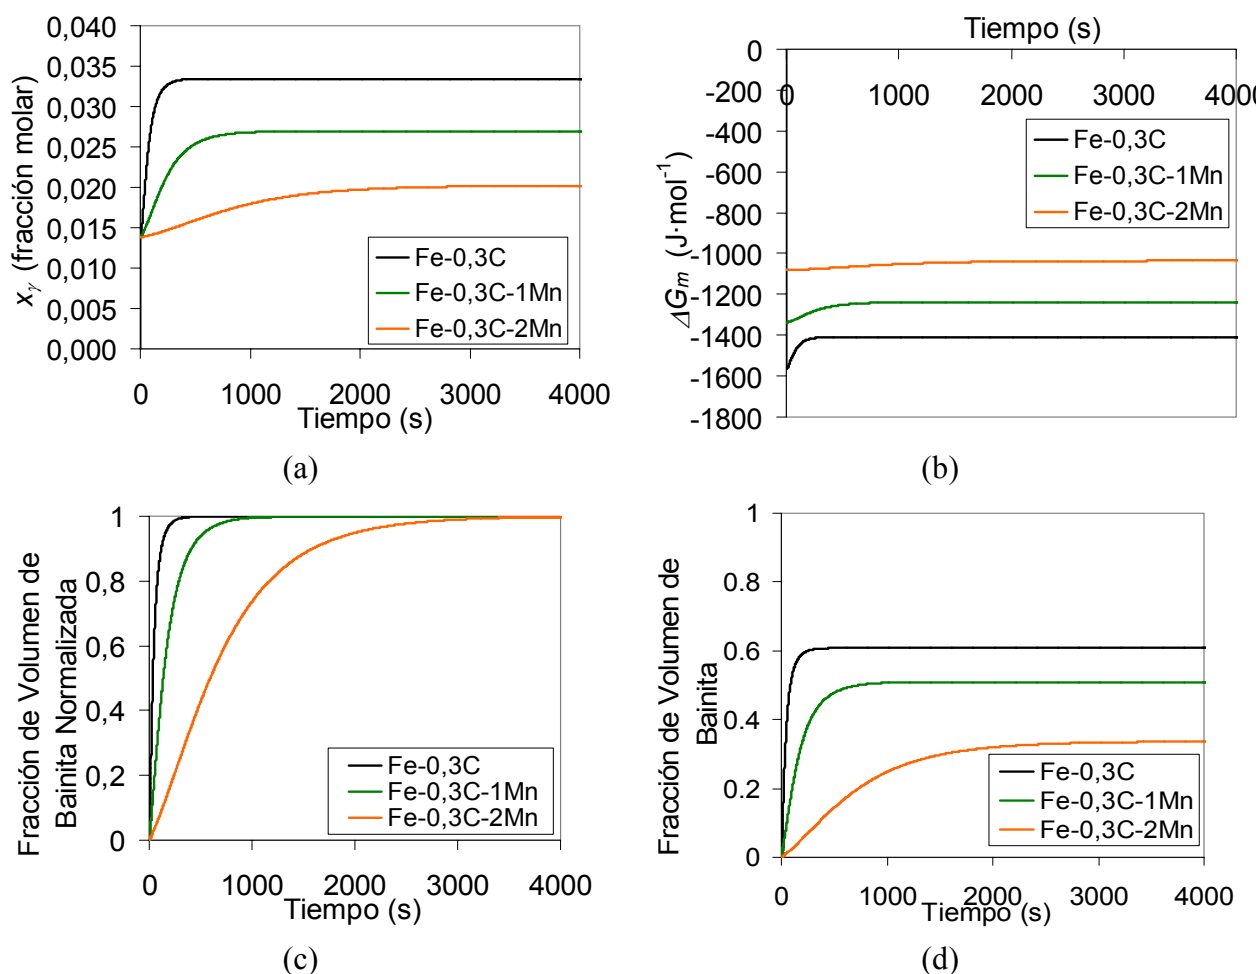 0,040
0,035
0,030
0,025
0,020
0,015
0,010
0,005
0,000
xγ (fracción molar)
Fe-0,3C
Fe-0,3C-1Mn
Fe-0,3C-2Mn
0 1000 2000 3000 4000
Tiempo (s)
(a)
Tiempo (s)
0
-200
-400
-600
-800
-1000
-1200
-1400
-1600
-1800
ΔGm (J·mol-1)
0 1000 2000 3000 4000
Fe-0,3C
Fe-0,3C-1Mn
Fe-0,3C-2Mn
(b)
1
0,8
0,6
0,4
0,2
0
Fracción de Volumen de
Bainita Normalizada
Fe-0,3C
Fe-0,3C-1Mn
Fe-0,3C-2Mn
0 1000 2000 3000 4000
Tiempo (s)
(c)
1
0.8
0.6
0.4
0.2
0
Fracción de Volumen de
Bainita
Fe-0,3C
Fe-0,3C-1Mn
Fe-0,3C-2Mn
0 1000 2000 3000 4000
Tiempo (s)
(d)